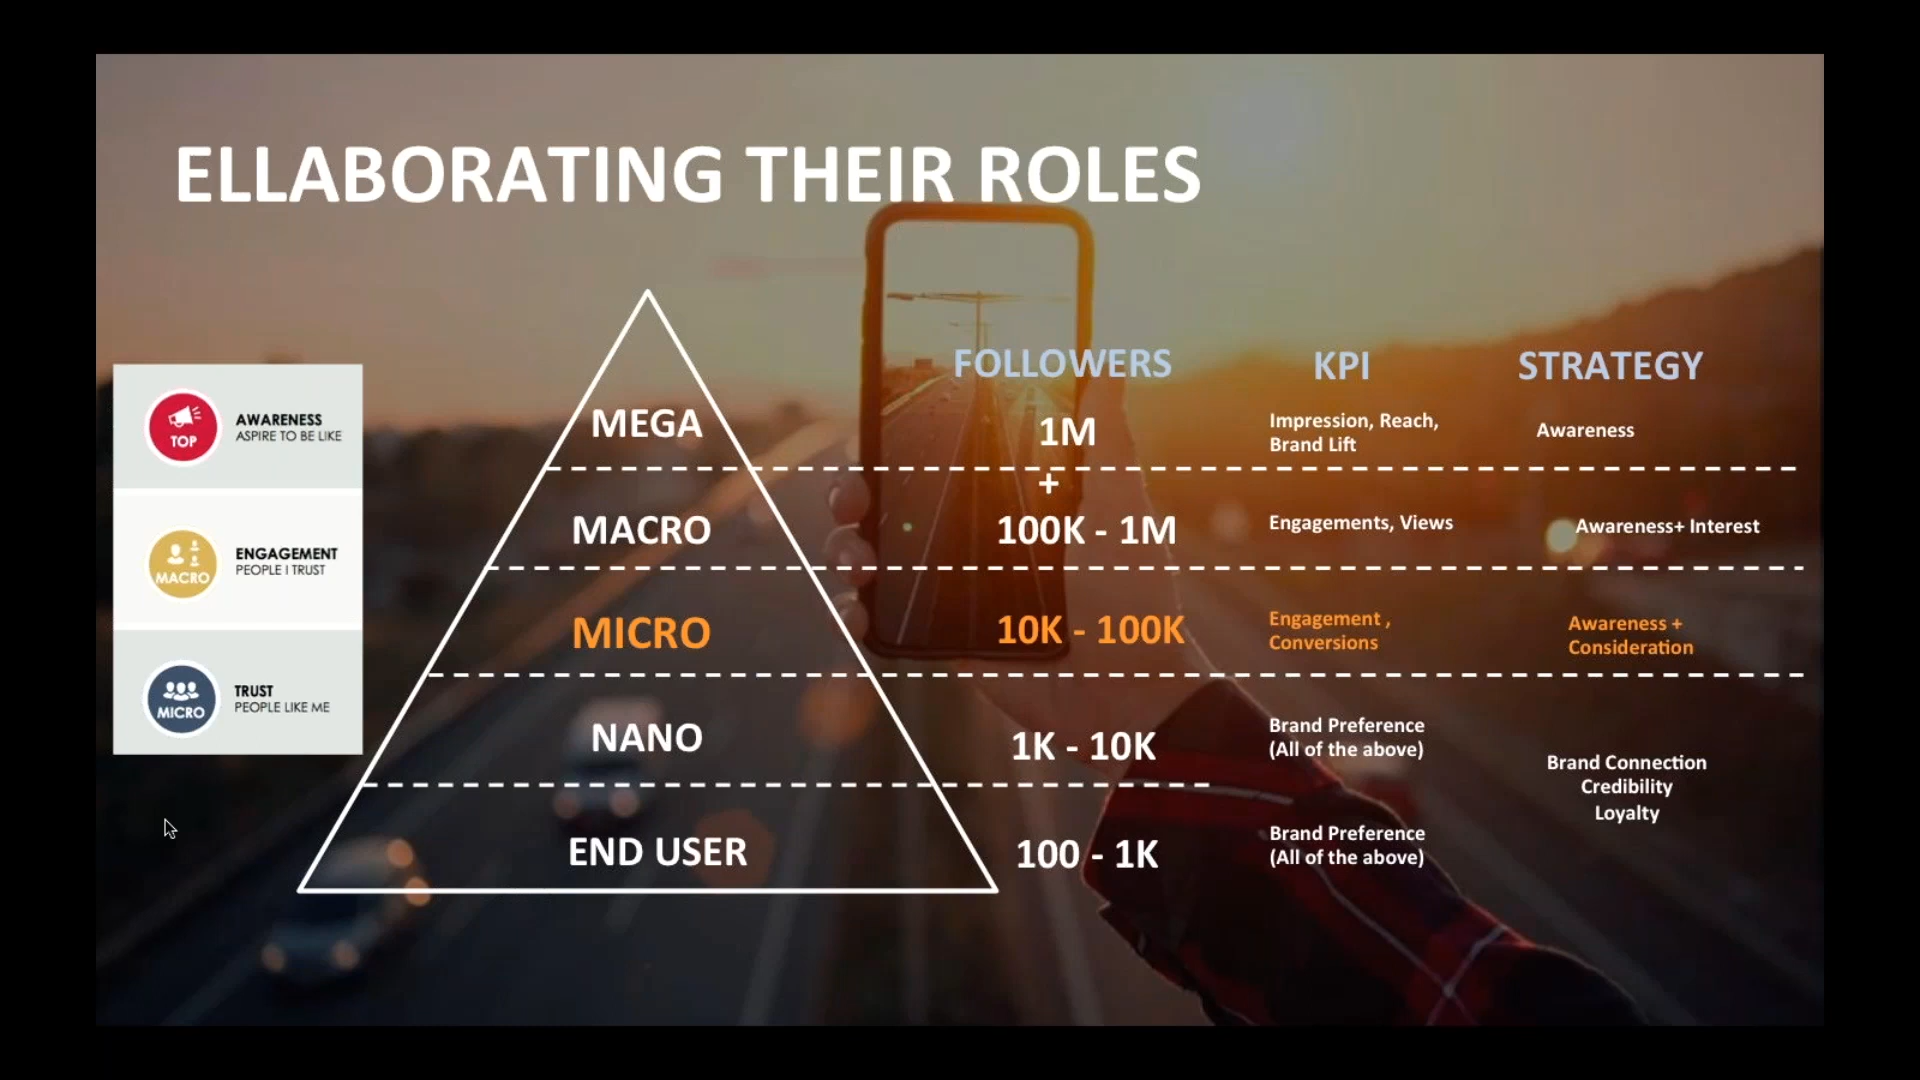 ELLABORATING THEIR ROLES
TOP
AWARENESS
ASPIRE TO BE LIKE
MACRO
ENGAGEMENT
PEOPLE I TRUST
MICRO
TRUST
PEOPLE LIKE ME
FOLLOWERS KPI STRATEGY
MEGA
1M
+
Impression, Reach,
Brand Lift
Awareness
MACRO
100K - 1M
Engagements, Views
Awareness+ Interest
MICRO
10K - 100K
Engagement ,
Conversions
Awareness +
Consideration
NANO
1K - 10K
Brand Preference
(All of the above)
Brand Connection
Credibility
Loyalty
END USER
100 - 1K
Brand Preference
(All of the above)